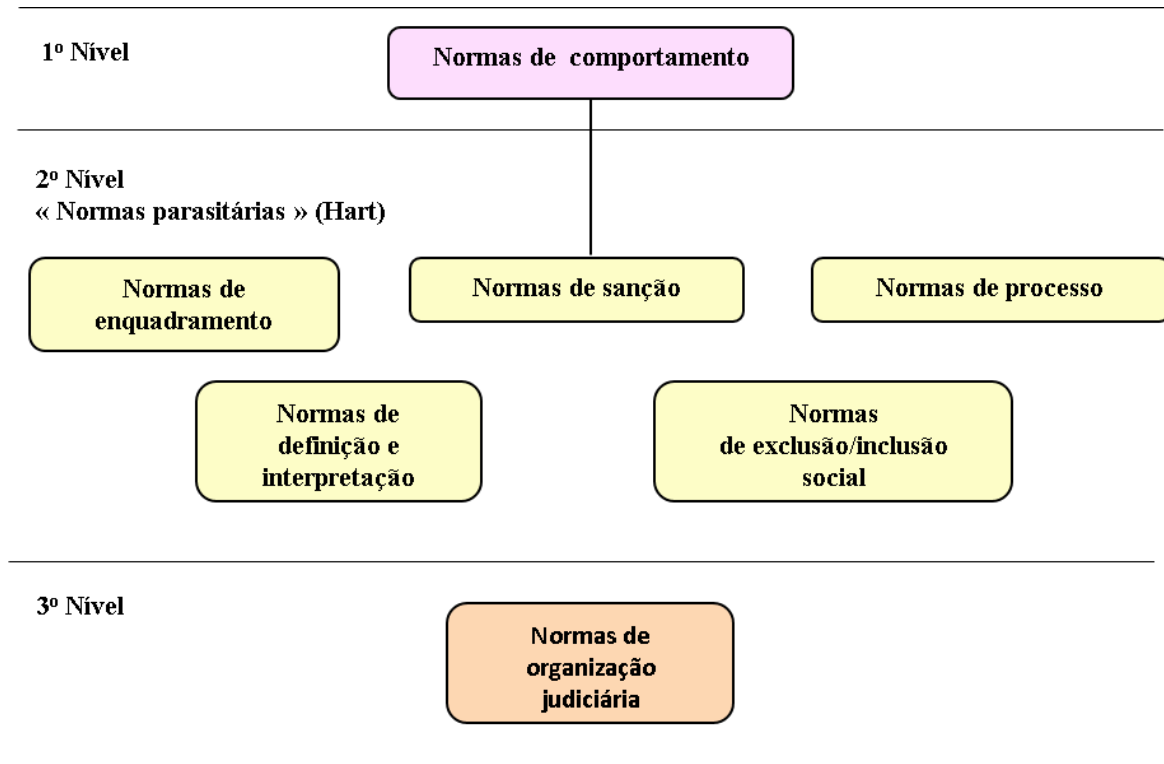 1º Nível
Normas de comportamento
2º Nível
« Normas parasitárias » (Hart)
Normas de
enquadramento
Normas de sanção
Normas de processo
Normas de
definição e
interpretação
Normas
de exclusão/inclusão
social
3º Nível
Normas de
organização
judiciária